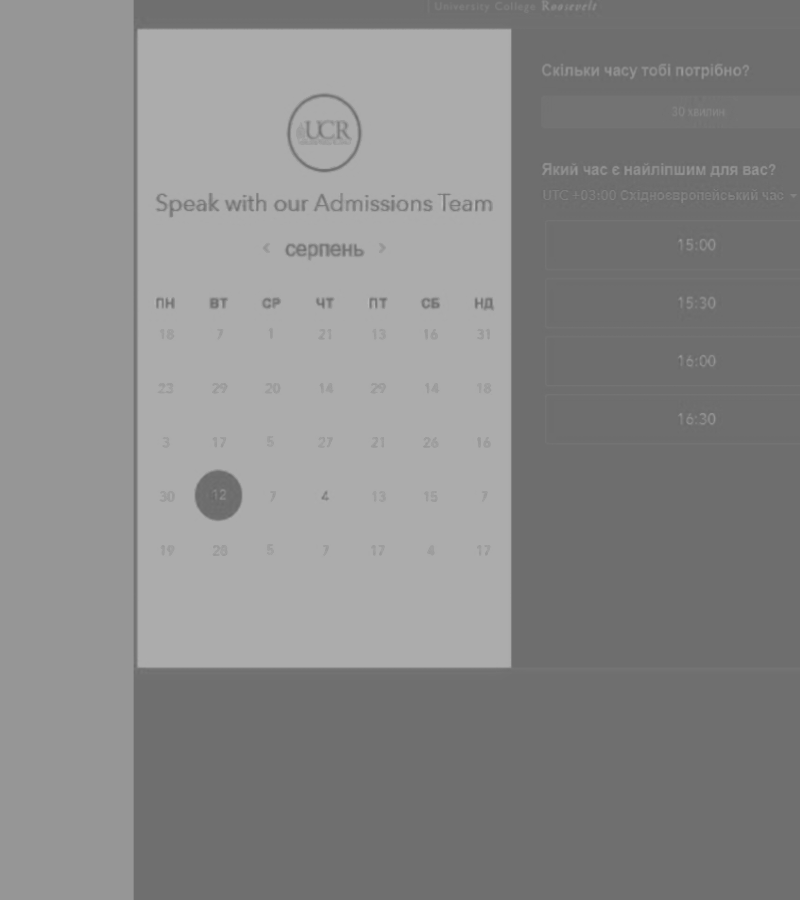 University College Roosevelt
UCR
Speak with our Admissions Team
< серпень >
ПН ВТ СР ЧТ ПТ СБ НД
18 7 1 21 13 16 31
23 29 20 14 29 14 18
3 17 5 27 21 26 16
30 12 7 4 13 15 7
19 28 5 7 17 4 17
Скільки часу тобі потрібно?
30 хвилин
Який час є найліпшим для вас?
UTC +03:00 Східноєвропейський час
15:00
15:30
16:00
16:30